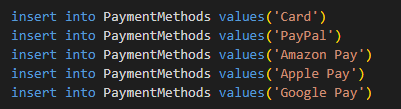 insert into PaymentMethods values('Card')
insert into PaymentMethods values('PayPal')
insert into PaymentMethods values('Amazon Pay')
insert into PaymentMethods values('Apple Pay')
insert into PaymentMethods values('Google Pay')